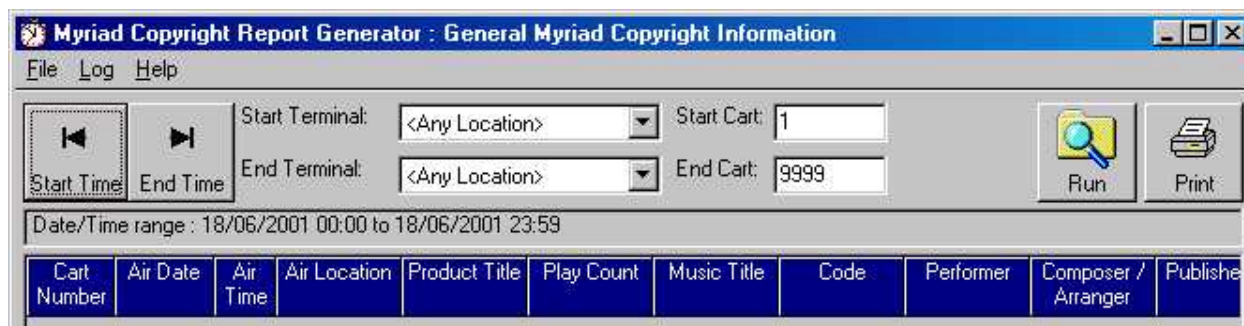 Myriad Copyright Report Generator : General Myriad Copyright Information
File Log Help
Start Time
End Time
Start Terminal: <Any Location>
End Terminal: <Any Location>
Start Cart: 1
End Cart: 9999
Run
Print
Date/Time range : 18/06/2001 00:00 to 18/06/2001 23:59
Cart Number
Air Date
Air Time
Air Location
Product Title
Play Count
Music Title
Code
Performer
Composer / Arranger
Publishe